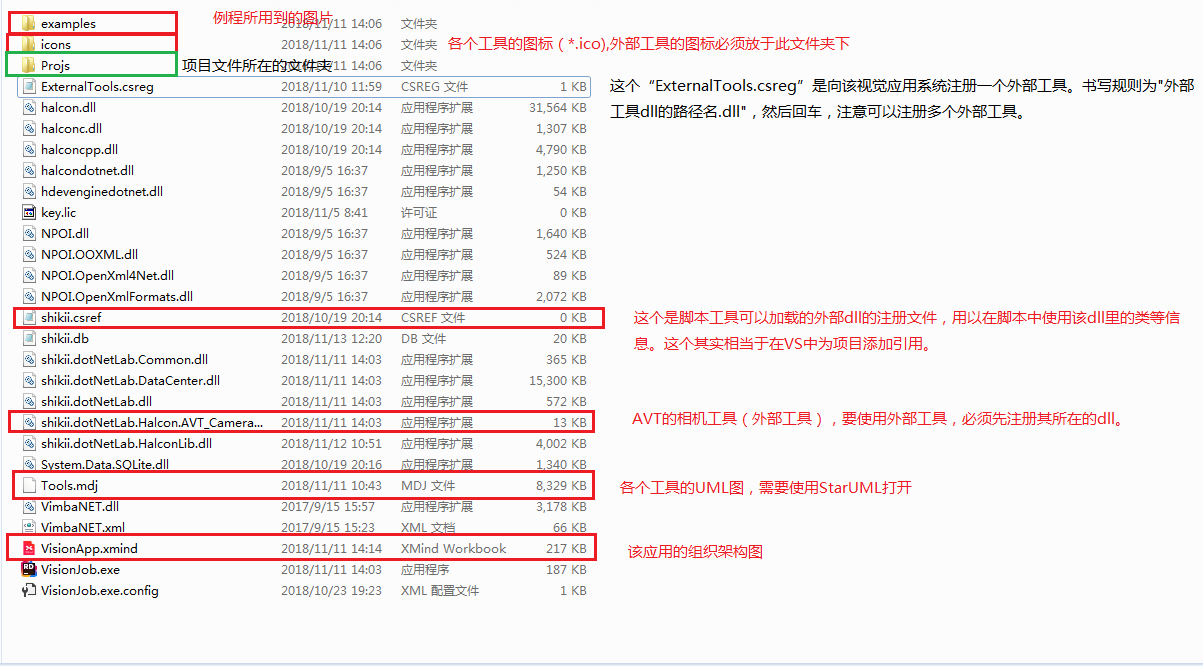 examples 2018/11/11 14:06 文件夹 例程所用到的图片
icons 2018/11/11 14:06 文件夹 各个工具的图标（*.ico),外部工具的图标必须放于此文件夹下
Projs 2018/11/11 14:06 文件夹 项目文件所在的文件夹
ExternalTools.csreg 2018/11/10 11:59 CSREG 文件 1 KB 这个“ExternalTools.csreg”是向该视觉应用系统注册一个外部工具。书写规则为"外部
halcon.dll 2018/10/19 20:14 应用程序扩展 31,564 KB 工具dll的路径名.dll"，然后回车，注意可以注册多个外部工具。
halconc.dll 2018/10/19 20:14 应用程序扩展 1,307 KB
halconcpp.dll 2018/10/19 20:14 应用程序扩展 4,790 KB
halcondotnet.dll 2018/9/5 16:37 应用程序扩展 1,250 KB
hdevenginedotnet.dll 2018/9/5 16:37 应用程序扩展 54 KB
key.lic 2018/11/5 8:41 许可证 0 KB
NPOI.dll 2018/9/5 16:37 应用程序扩展 1,640 KB
NPOI.OOXML.dll 2018/9/5 16:37 应用程序扩展 524 KB
NPOI.OpenXml4Net.dll 2018/9/5 16:37 应用程序扩展 89 KB
NPOI.OpenXmlFormats.dll 2018/9/5 16:37 应用程序扩展 2,072 KB
shikii.csref 2018/10/19 20:14 CSREF 文件 0 KB 这个是脚本工具可以加载的外部dll的注册文件，用以在脚本中使用该dll里的类等信
shikii.db 2018/11/13 12:20 DB 文件 20 KB 息。这个其实相当于在VS中为项目添加引用。
shikii.dotNetLab.Common.dll 2018/11/11 14:03 应用程序扩展 365 KB
shikii.dotNetLab.DataCenter.dll 2018/11/11 14:03 应用程序扩展 15,300 KB
shikii.dotNetLab.dll 2018/11/11 14:03 应用程序扩展 572 KB
shikii.dotNetLab.Halcon.AVT_Camera... 2018/11/11 14:03 应用程序扩展 13 KB AVT的相机工具（外部工具），要使用外部工具，必须先注册其所在的dll。
shikii.dotNetLab.HalconLib.dll 2018/11/12 10:51 应用程序扩展 4,002 KB
System.Data.SQLite.dll 2018/10/19 20:16 应用程序扩展 1,340 KB
Tools.mdj 2018/11/11 10:43 MDJ 文件 8,329 KB 各个工具的UML图，需要使用StarUML打开
VimbaNET.dll 2017/9/15 15:57 应用程序扩展 3,178 KB
VimbaNET.xml 2017/9/15 15:23 XML 文档 66 KB
VisionApp.xmind 2018/11/11 14:14 XMind Workbook 217 KB 该应用的组织架构图
VisionJob.exe 2018/11/11 14:03 应用程序 187 KB
VisionJob.exe.config 2018/10/23 19:23 XML 配置文件 1 KB